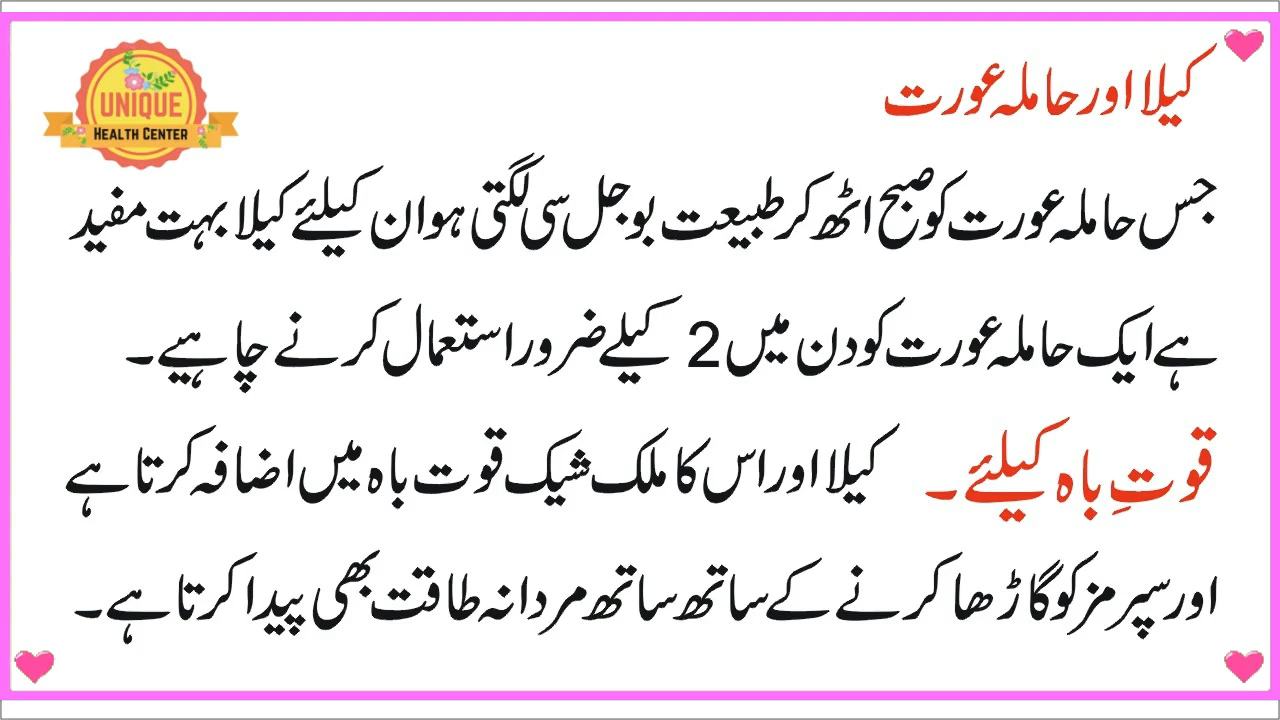 UNIQUE
HEALTH CENTER
کیلا اور حاملہ عورت
جس حاملہ عورت کو صبح اٹھ کر طبیعت بوجل سی لگتی ہو ان کیلئے کیلا بہت مفید
ہے ایک حاملہ عورت کو دن میں 2 کیلے ضرور استعمال کرنے چاہیے۔
قوتِ باہ کیلئے۔ کیلا اور اس کا ملک شیک قوت باہ میں اضافہ کرتا ہے
اور سپرمز کو گاڑھا کرنے کے ساتھ ساتھ مردانہ طاقت بھی پیدا کرتا ہے۔